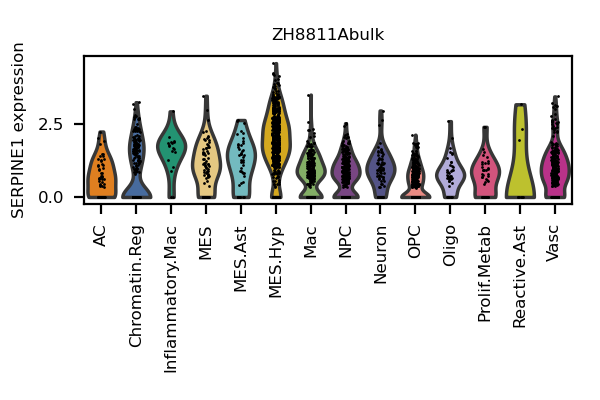 ZH8811Abulk
SERPINE1 expression
2.5
0.0
AC
Chromatin.Reg
Inflammatory.Mac
MES
MES.Ast
MES.Hyp
Mac
NPC
Neuron
OPC
Oligo
Prolif.Metab
Reactive.Ast
Vasc